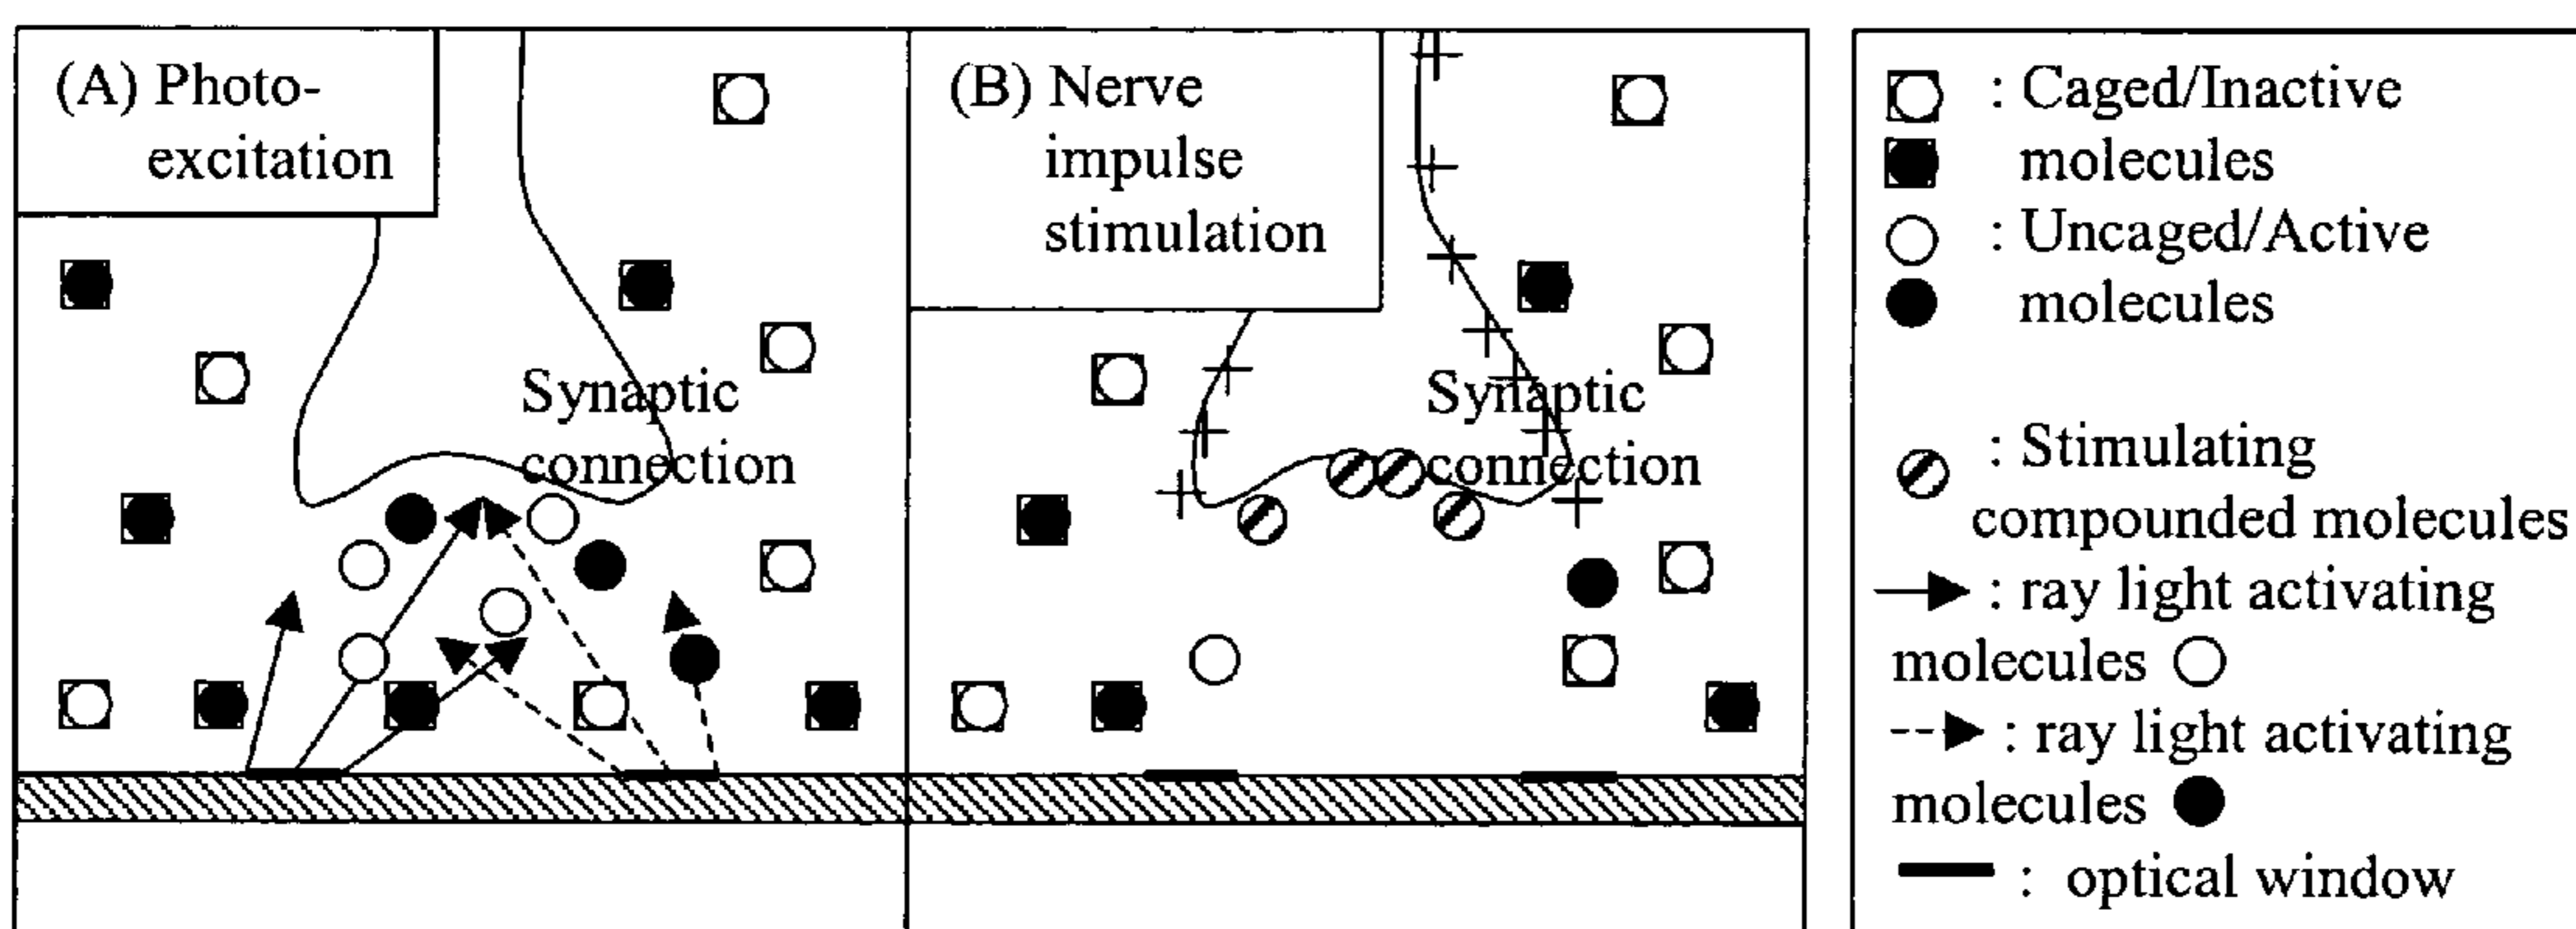 (A) Photo-
excitation
Synaptic
connection
(B) Nerve
impulse
stimulation
Synaptic
connection
: Caged/Inactive
molecules
: Uncaged/Active
molecules
: Stimulating
compounded molecules
: ray light activating
molecules
: ray light activating
molecules
: optical window